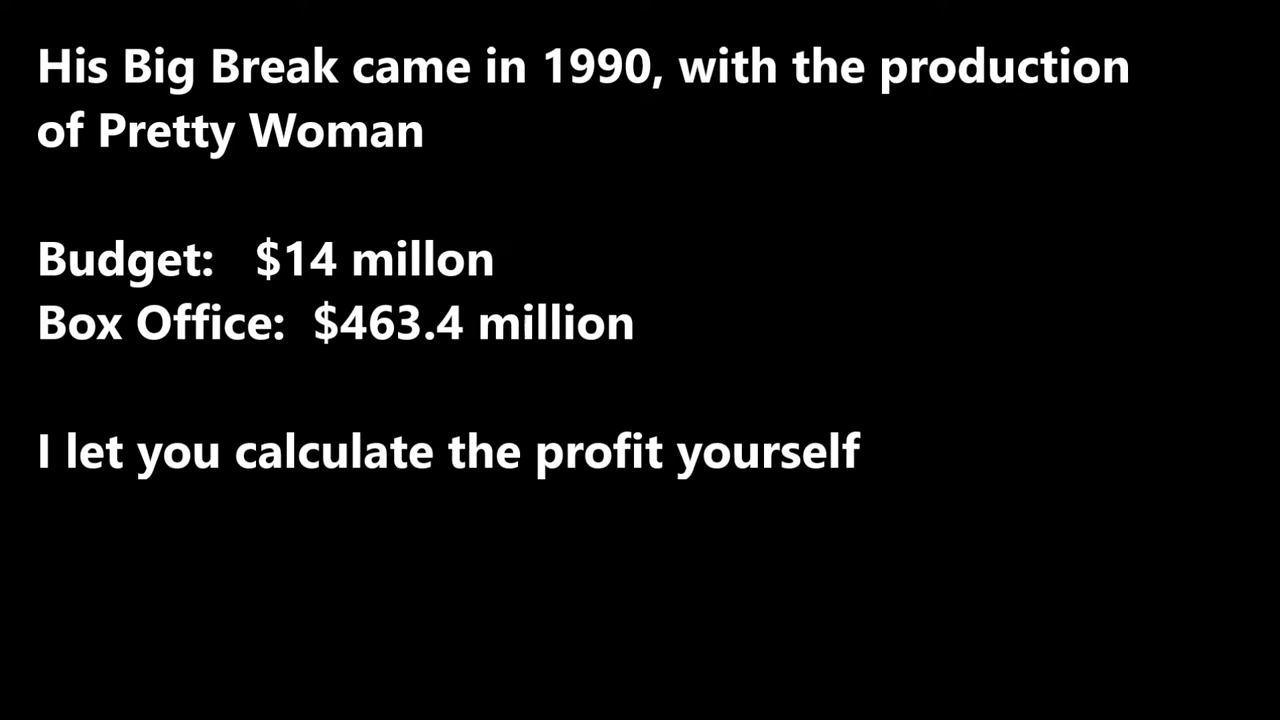 His Big Break came in 1990, with the production
of Pretty Woman
Budget: $14 millon
Box Office: $463.4 million
I let you calculate the profit yourself